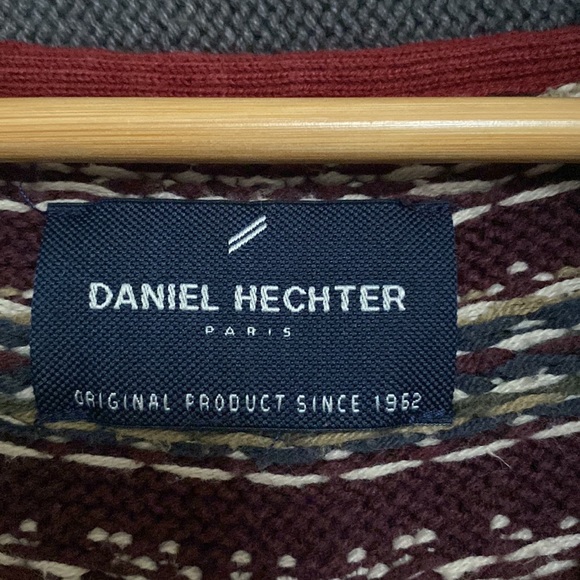 DANIEL HECHTER
PARIS
ORIGINAL PRODUCT SINCE 1962